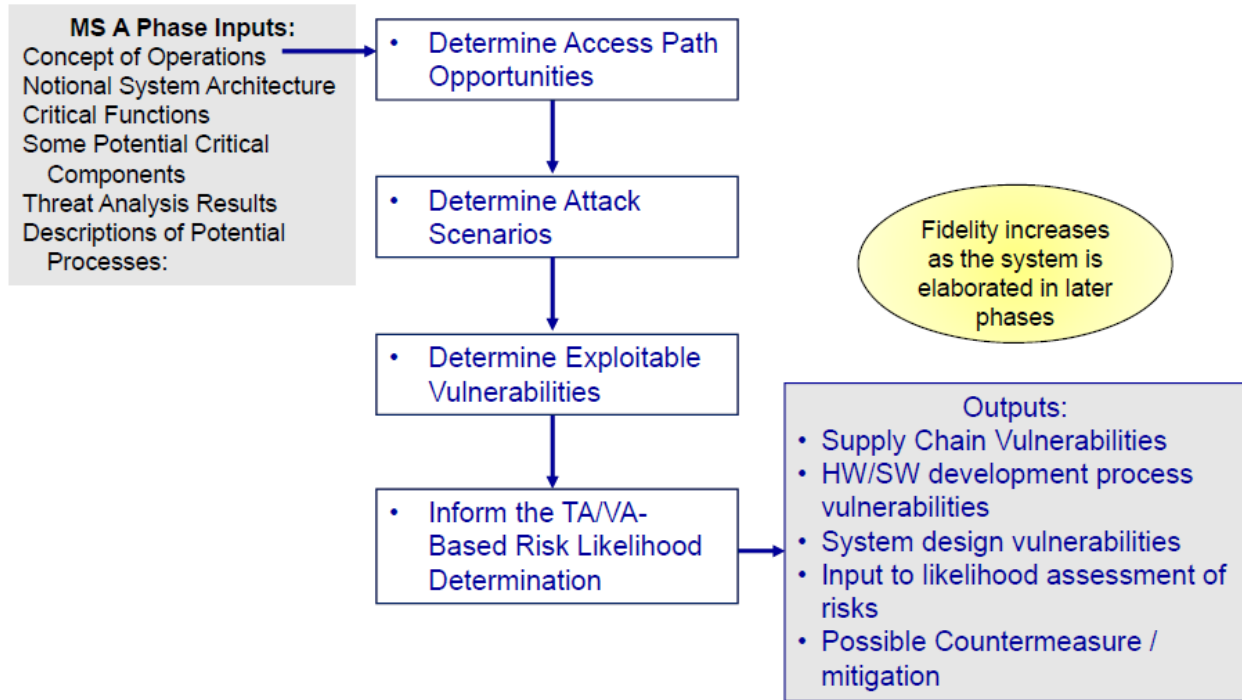 MS A Phase Inputs:
Concept of Operations
Notional System Architecture
Critical Functions
Some Potential Critical
Components
Threat Analysis Results
Descriptions of Potential
Processes:
• Determine Access Path
Opportunities
• Determine Attack
Scenarios
• Determine Exploitable
Vulnerabilities
• Inform the TA/VA-
Based Risk Likelihood
Determination
Fidelity increases
as the system is
elaborated in later
phases
Outputs:
• Supply Chain Vulnerabilities
• HW/SW development process
vulnerabilities
• System design vulnerabilities
• Input to likelihood assessment of
risks
• Possible Countermeasure /
mitigation